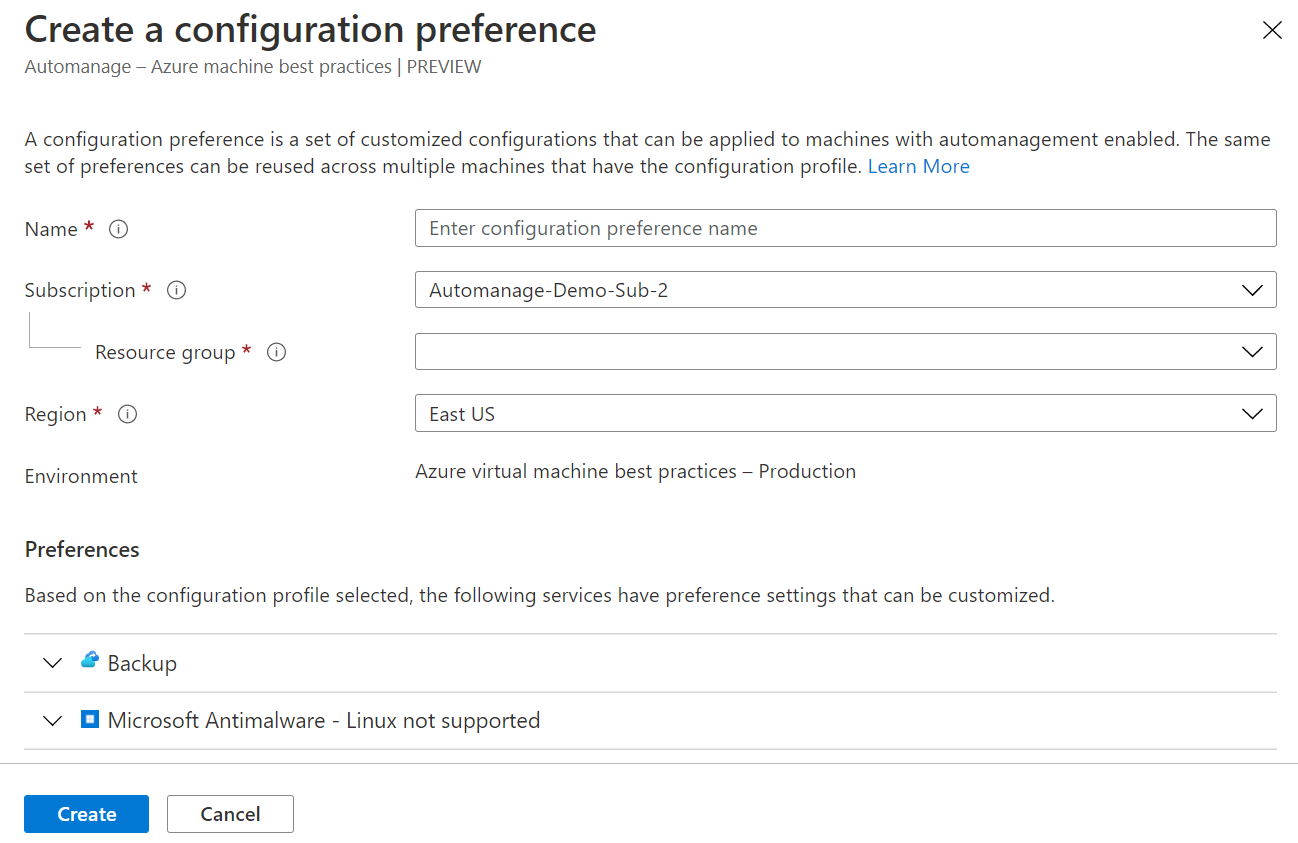 Create a configuration preference
Automanage – Azure machine best practices | PREVIEW
A configuration preference is a set of customized configurations that can be applied to machines with automanagement enabled. The same
set of preferences can be reused across multiple machines that have the configuration profile. Learn More
Name *
Enter configuration preference name
Subscription *
Automanage-Demo-Sub-2
Resource group *
Region *
East US
Environment
Azure virtual machine best practices – Production
Preferences
Based on the configuration profile selected, the following services have preference settings that can be customized.
Backup
Microsoft Antimalware - Linux not supported
Create
Cancel